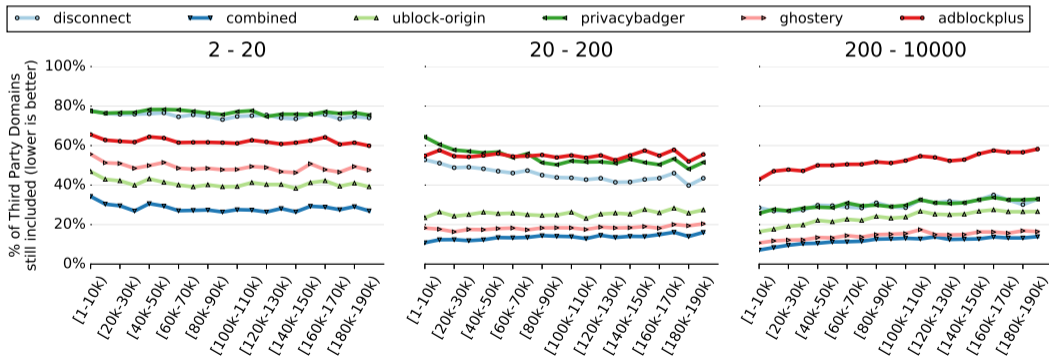 disconnect combined ublock-origin privacybadger ghostery adblockplus
2 - 20 20 - 200 200 - 10000
% of Third Party Domains
still included (lower is better)
100%
80%
60%
40%
20%
0%
[1-10k) [20k-30k) [40k-50k) [60k-70k) [80k-90k) [100k-110k) [120k-130k) [140k-150k) [160k-170k) [180k-190k)
[1-10k) [20k-30k) [40k-50k) [60k-70k) [80k-90k) [100k-110k) [120k-130k) [140k-150k) [160k-170k) [180k-190k)
[1-10k) [20k-30k) [40k-50k) [60k-70k) [80k-90k) [100k-110k) [120k-130k) [140k-150k) [160k-170k) [180k-190k)